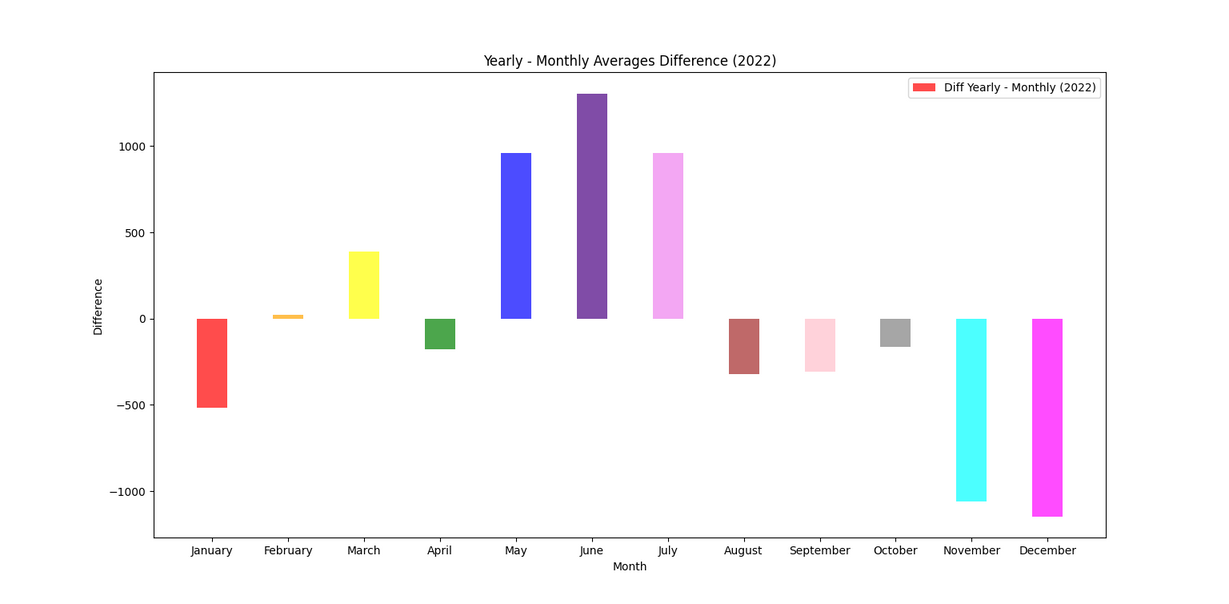 Yearly - Monthly Averages Difference (2022)
Diff Yearly - Monthly (2022)
1000
500
0
−500
−1000
Difference
January February March April May June July August September October November December
Month